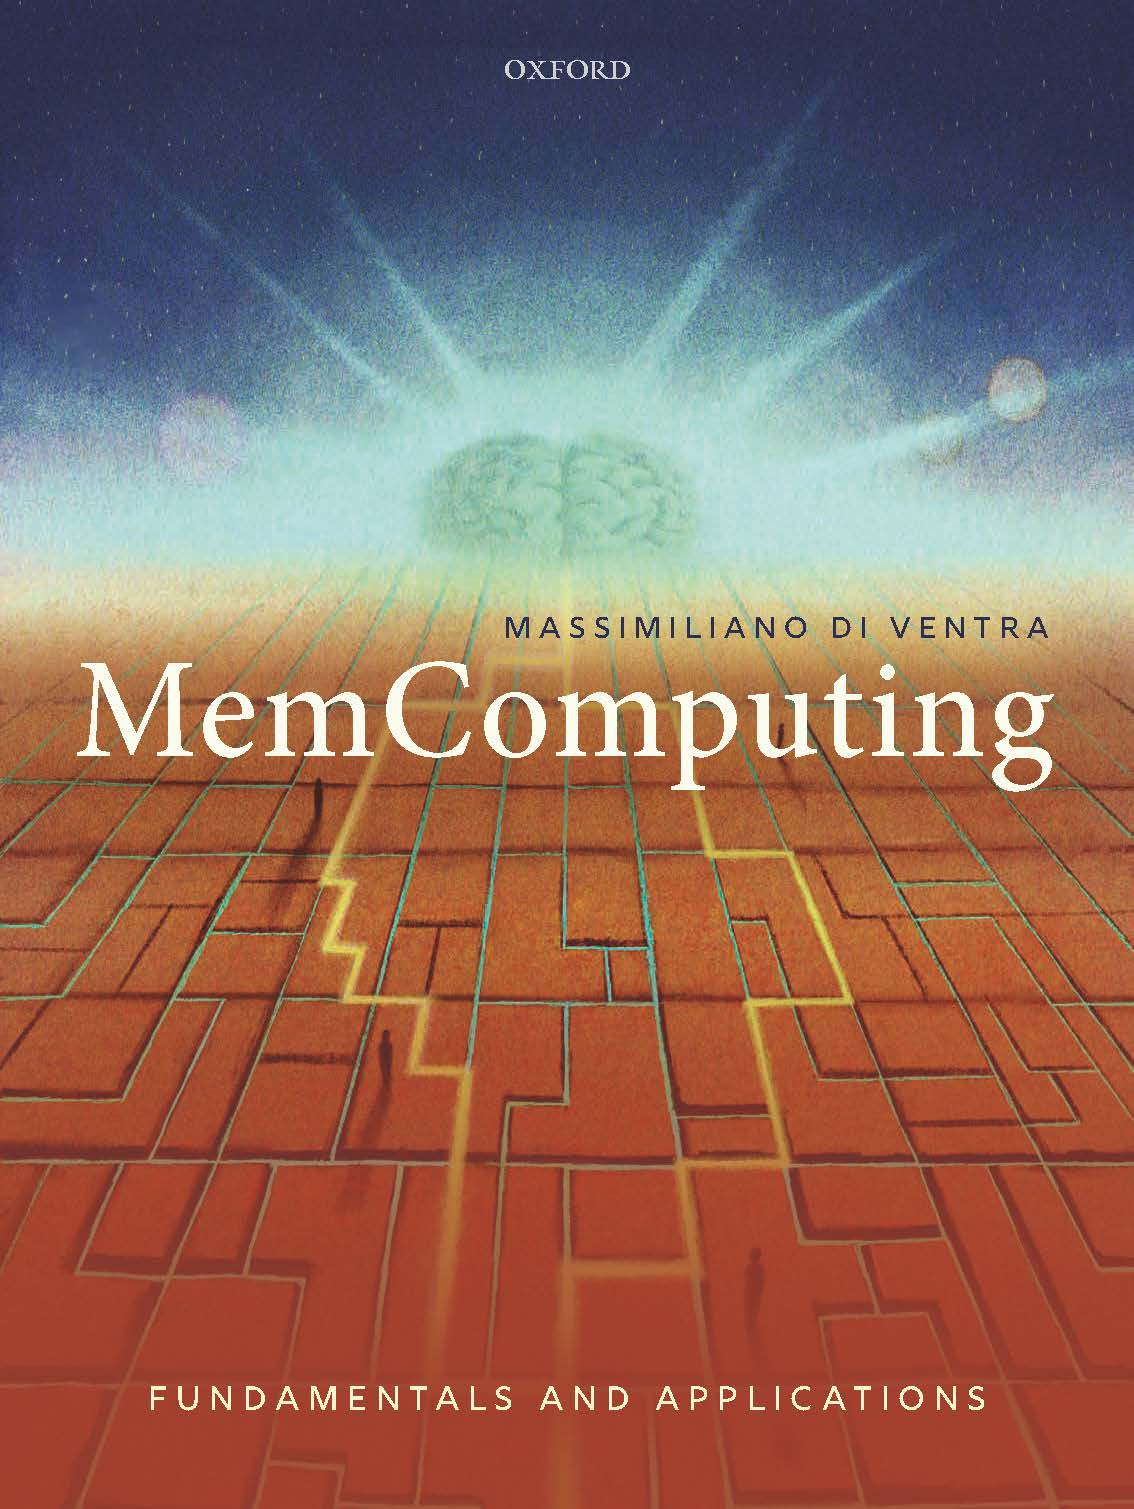 OXFORD
MASSIMILIANO DI VENTRA
MemComputing
FUNDAMENTALS AND APPLICATIONS